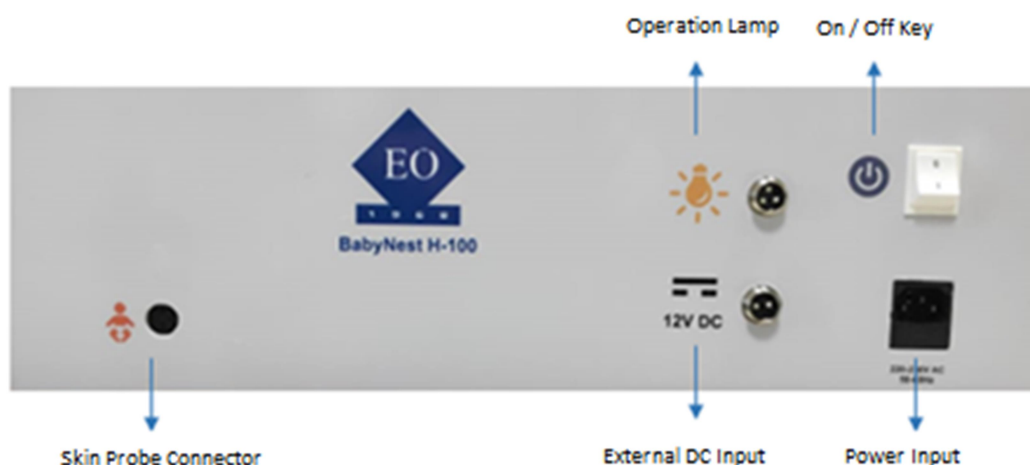 Operation Lamp
On / Off Key
EO
BabyNest H-100
12V DC
Skin Probe Connector
External DC Input
Power Input